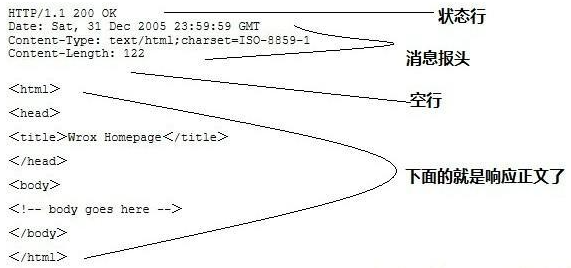 HTTP/1.1 200 OK
状态行
Date: Sat, 31 Dec 2005 23:59:59 GMT
Content-Type: text/html;charset=ISO-8859-1
消息报头
Content-Length: 122
空行
<html>
<head>
<title>Wrox Homepage</title>
</head>
下面的就是响应正文了
<body>
<!-- body goes here -->
</body>
</html>